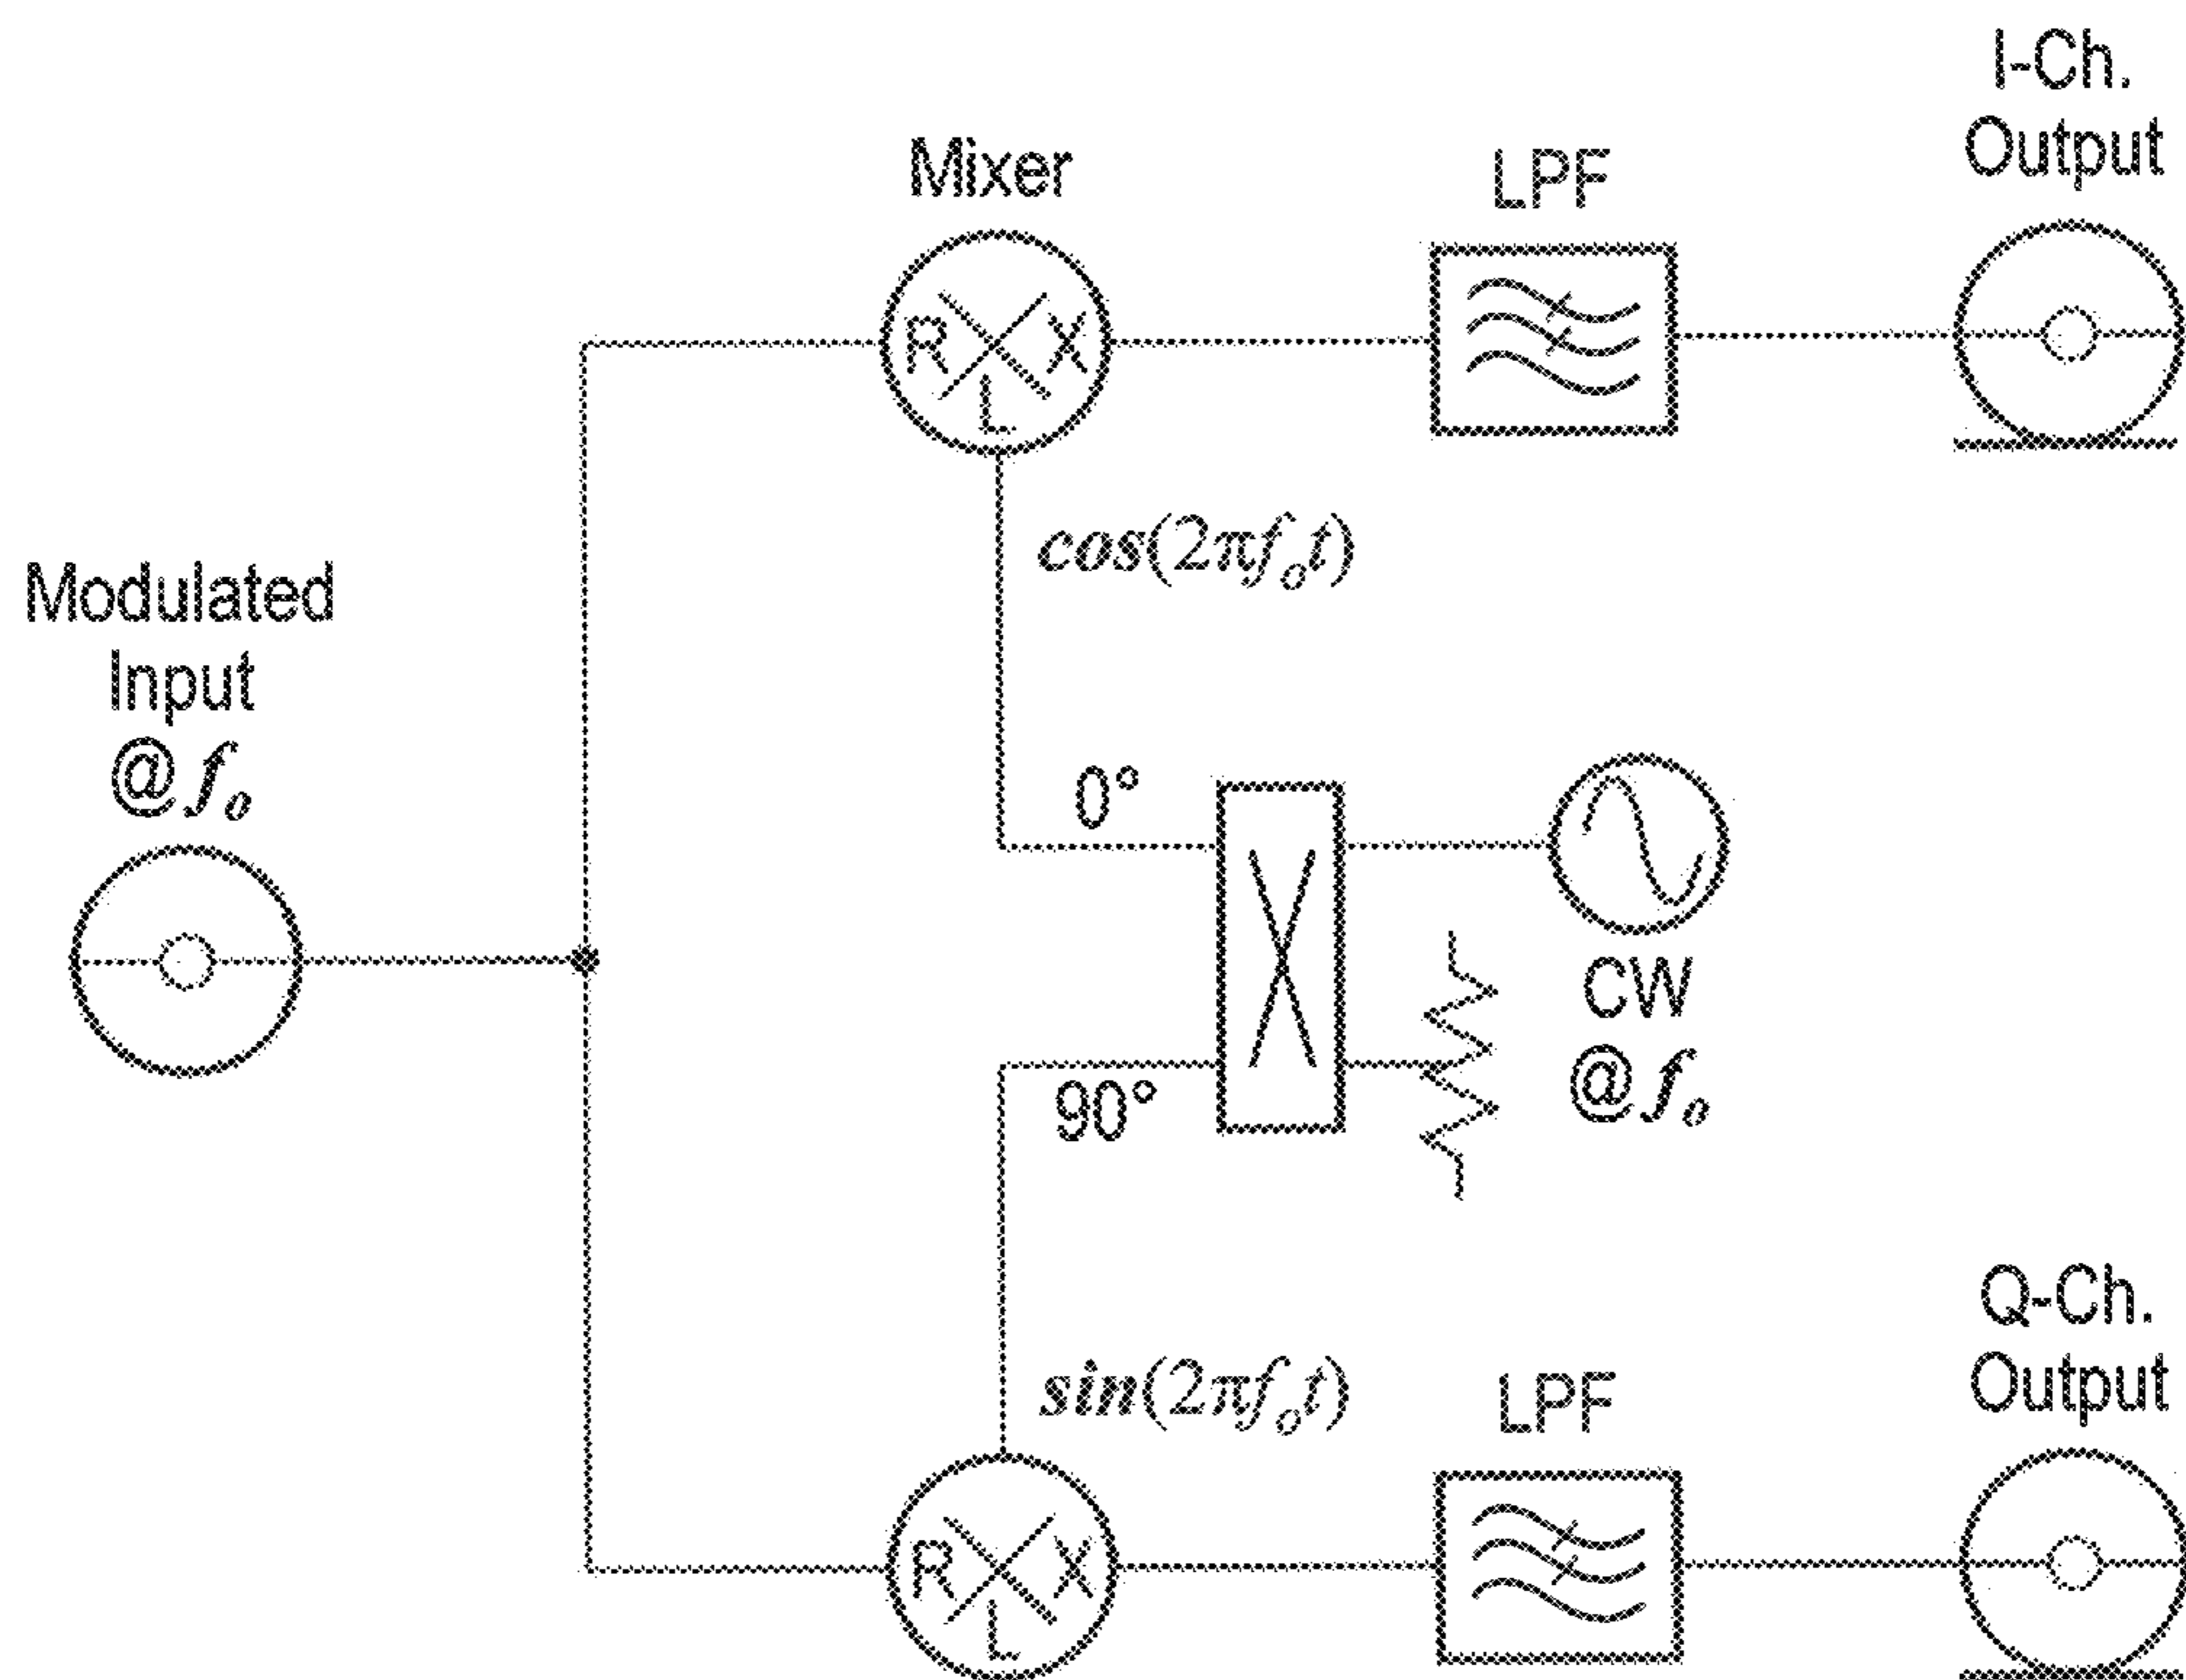 I-Ch.
Output
Mixer
LPF
R X
L
cos(2πfₒt)
Modulated
Input
@ fₒ
0°
CW
@ fₒ
90°
Q-Ch.
Output
sin(2πfₒt)
LPF
R X
L